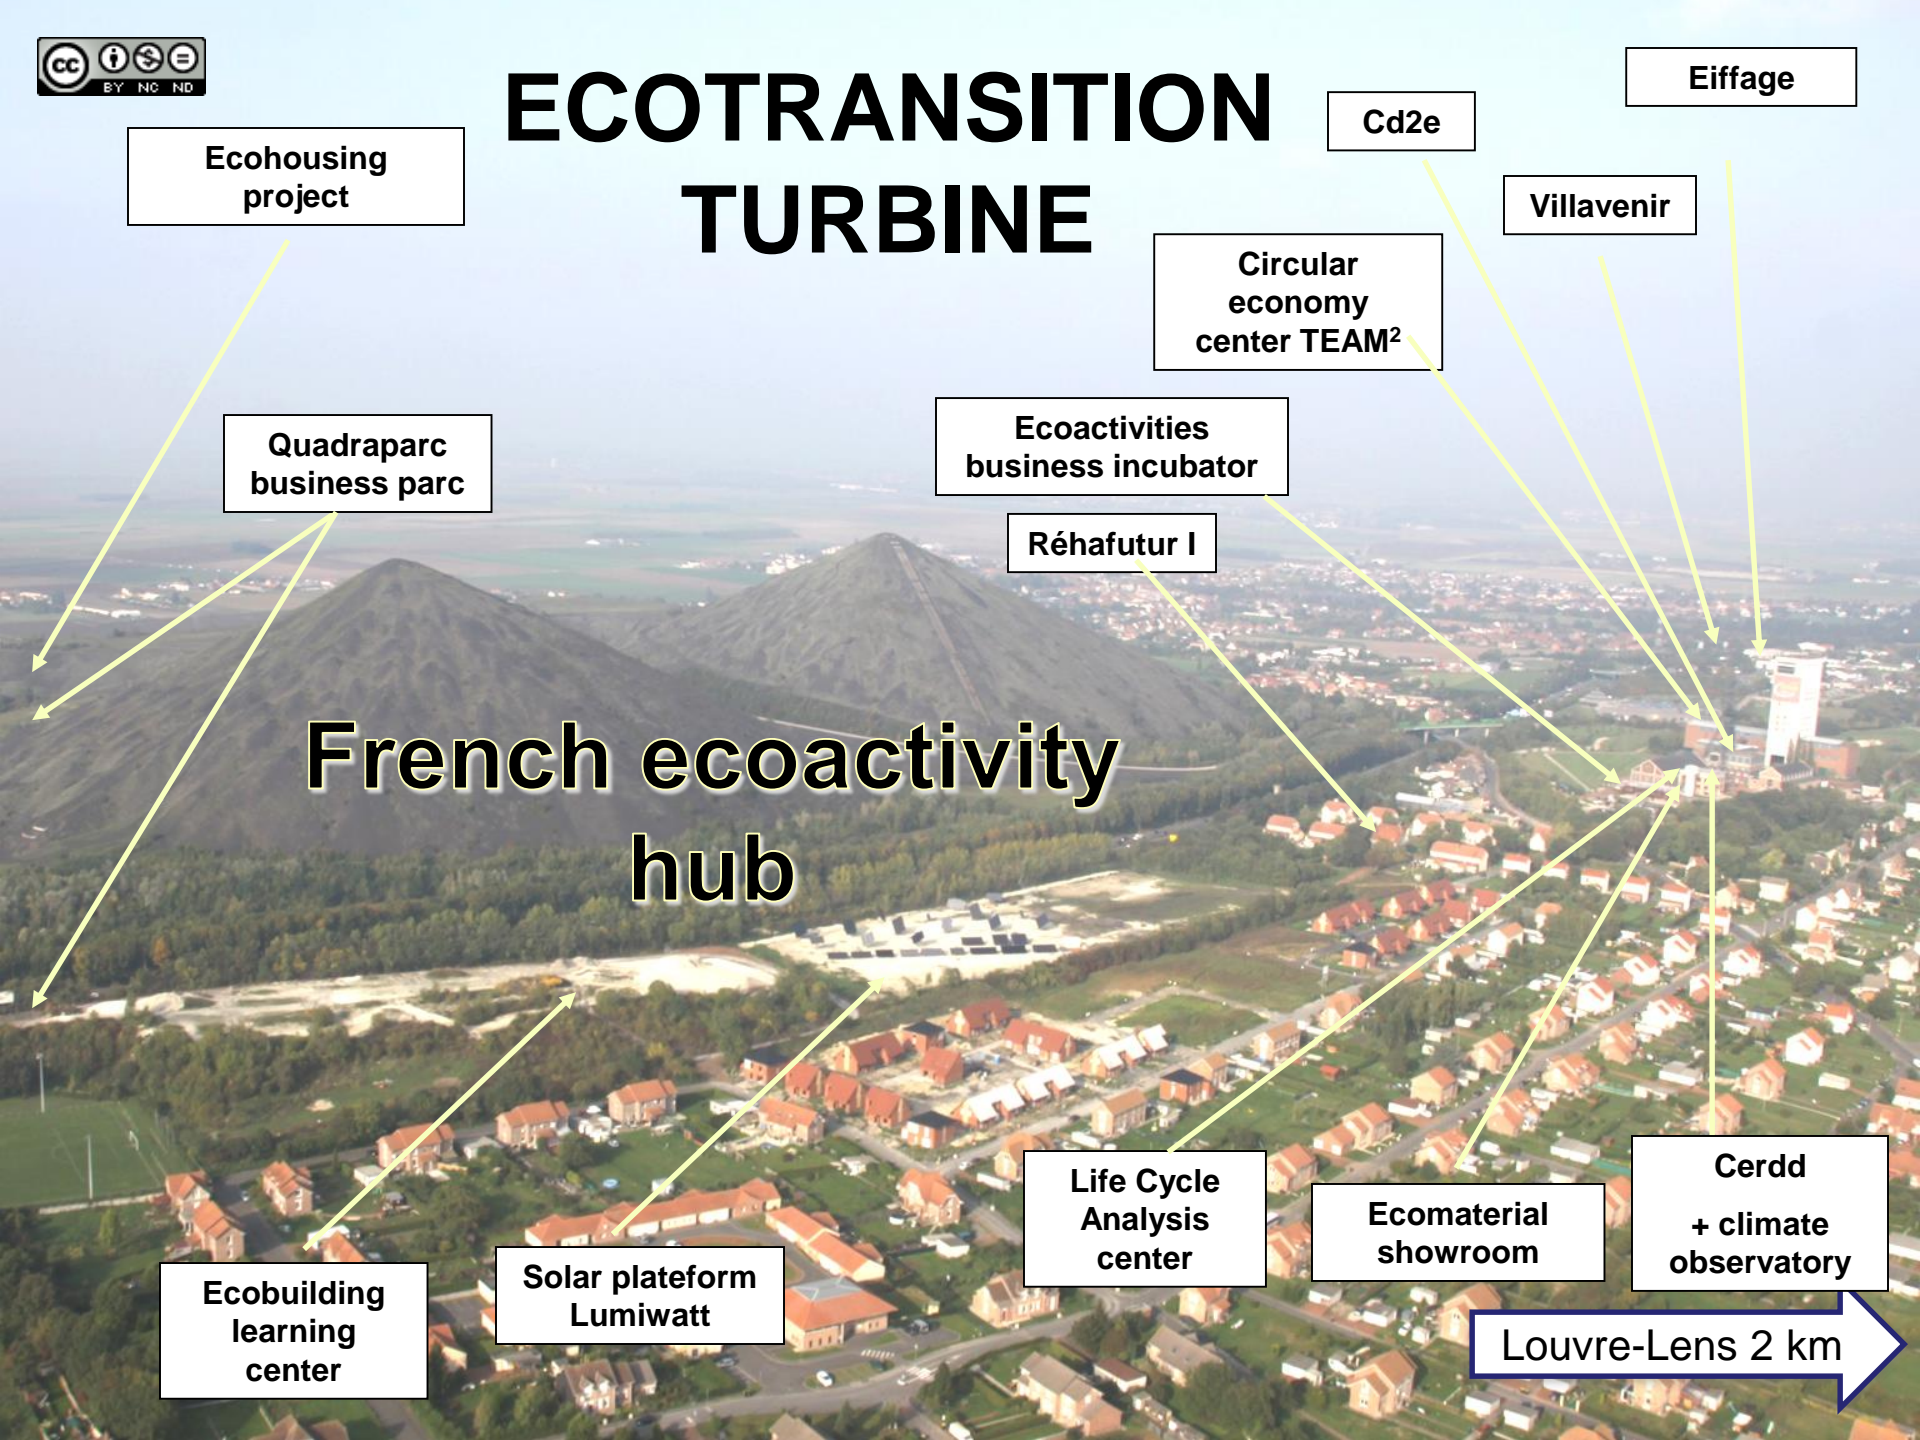 cc
BY NC ND
ECOTRANSITION
TURBINE
Eiffage
Cd2e
Ecohousing
project
Villavenir
Circular
economy
center TEAM²
Quadraparc
business parc
Ecoactivities
business incubator
Réhafutur I
French ecoactivity
hub
Life Cycle
Analysis
center
Ecomaterial
showroom
Cerdd
+ climate
observatory
Ecobuilding
learning
center
Solar plateform
Lumiwatt
Louvre-Lens 2 km